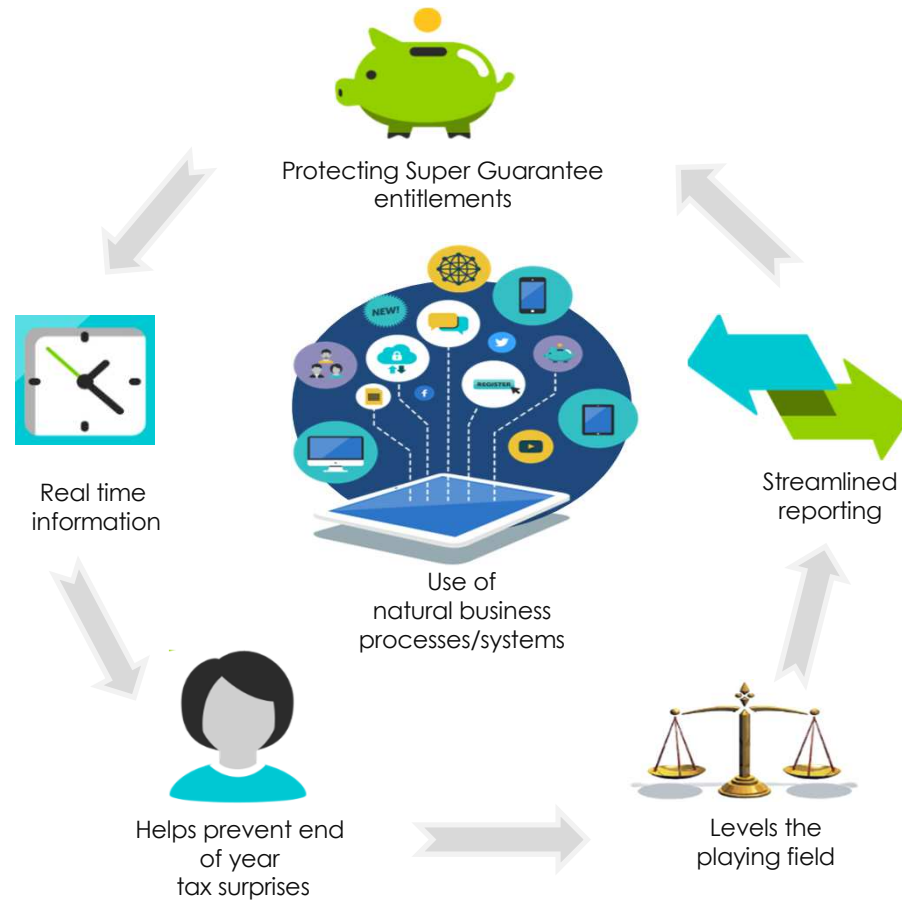 Protecting Super Guarantee
entitlements
NEW!
REGISTER
Real time
information
Streamlined
reporting
Use of
natural business
processes/systems
Helps prevent end
of year
tax surprises
Levels the
playing field